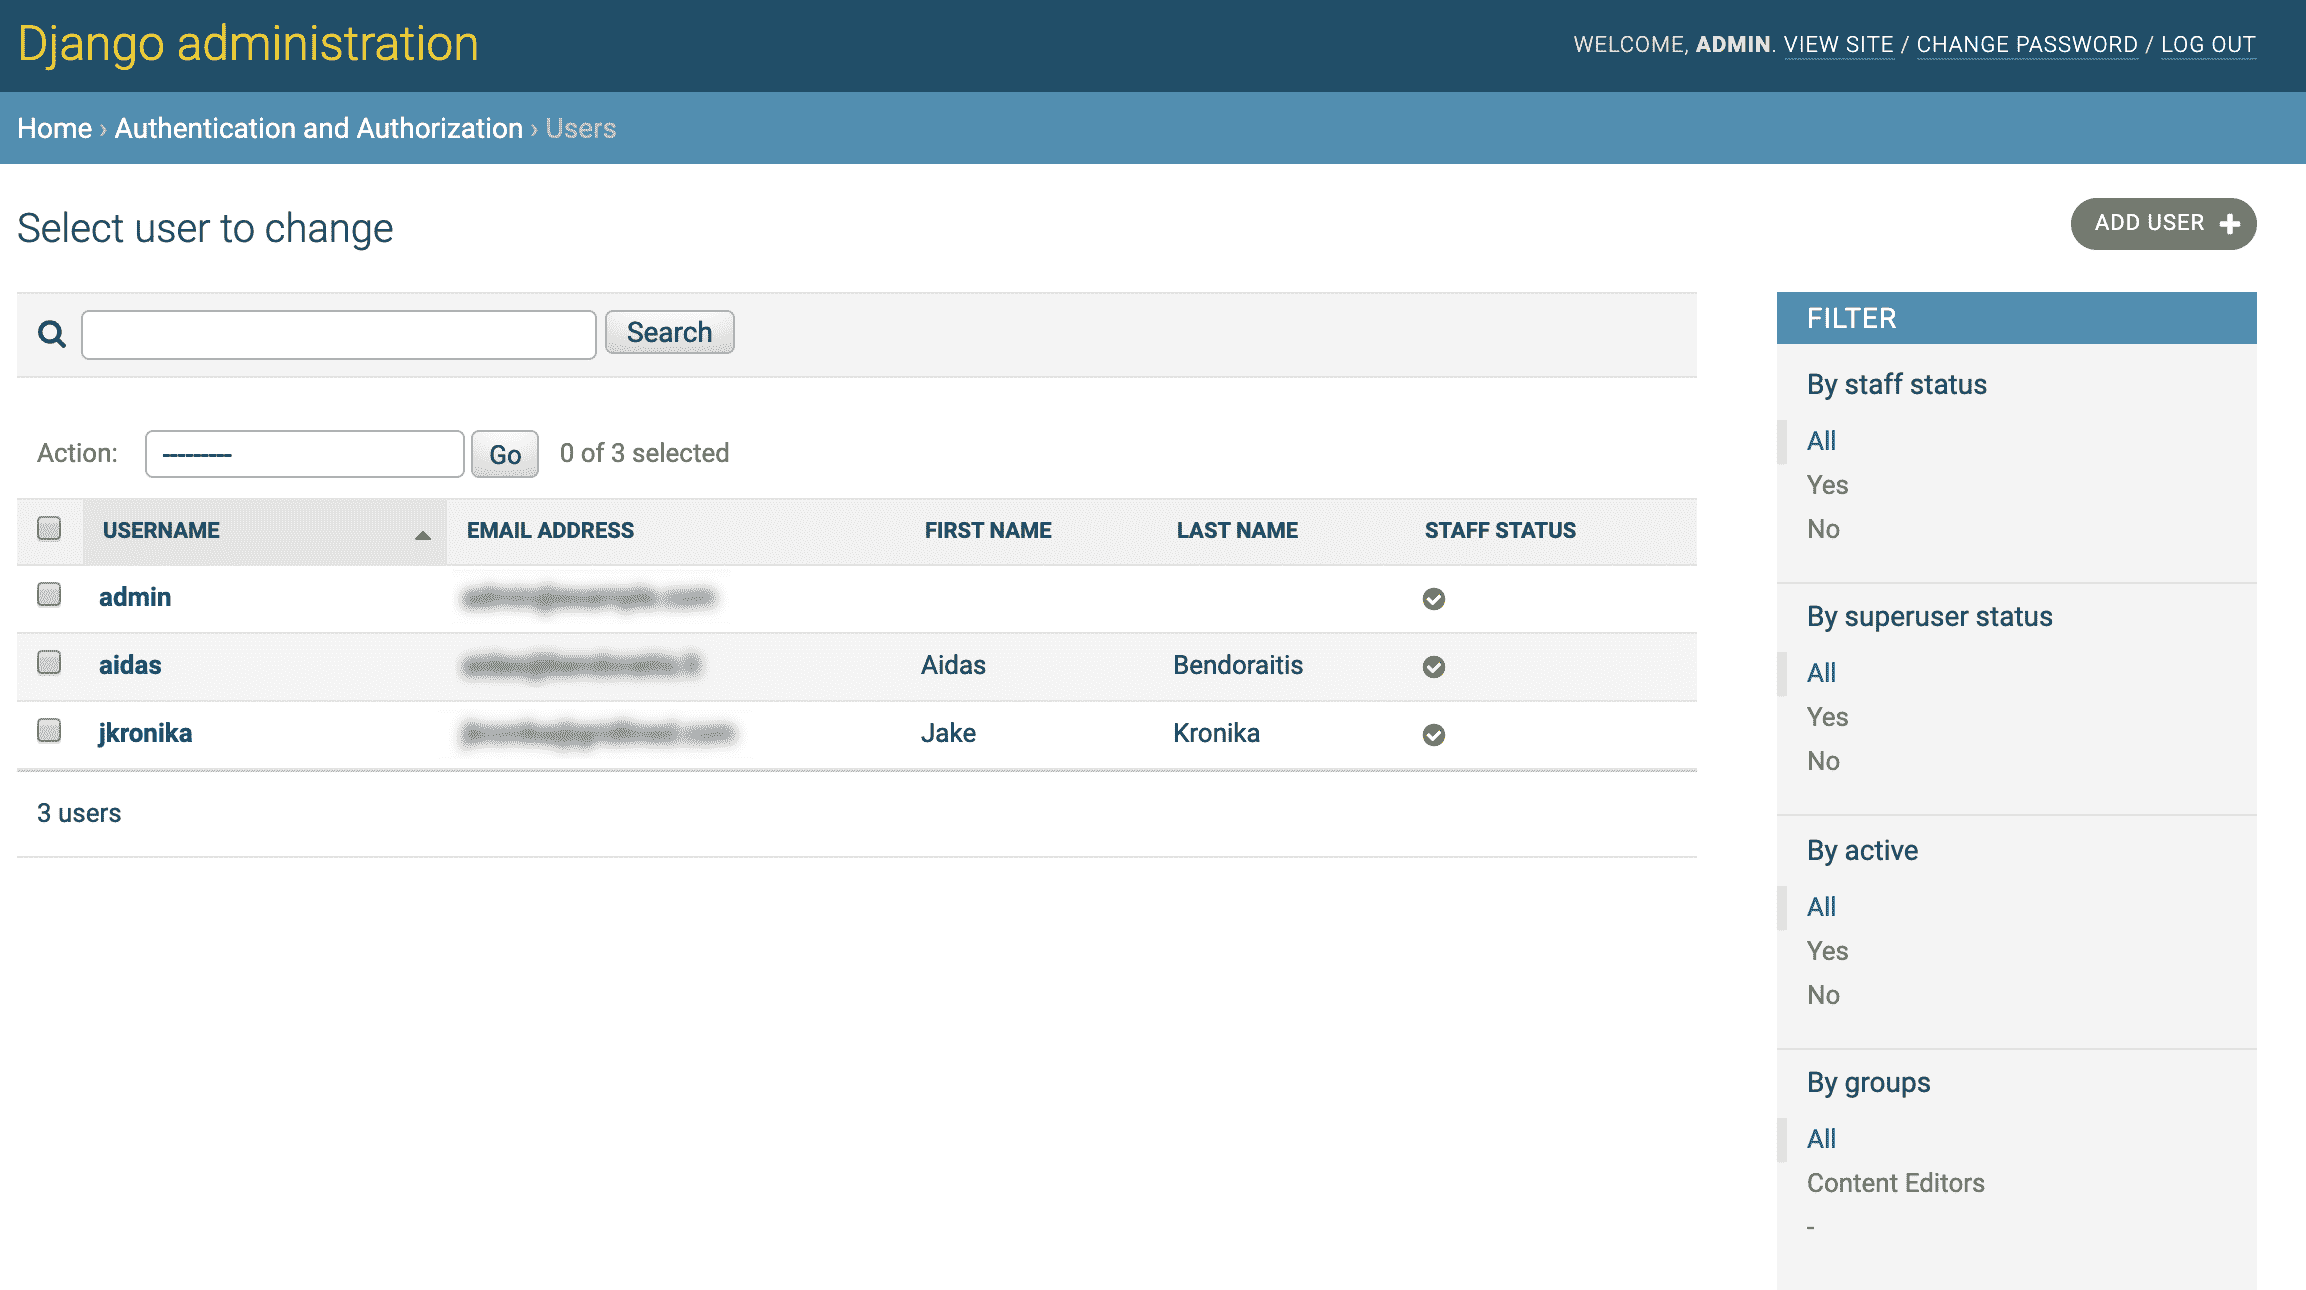 Django administration
WELCOME, ADMIN. VIEW SITE / CHANGE PASSWORD / LOG OUT
Home › Authentication and Authorization › Users
Select user to change
ADD USER
Search
Action: --------- Go 0 of 3 selected
USERNAME EMAIL ADDRESS FIRST NAME LAST NAME STAFF STATUS
admin
aidas Aidas Bendoraitis
jkronika Jake Kronika
3 users
FILTER
By staff status
All
Yes
No
By superuser status
All
Yes
No
By active
All
Yes
No
By groups
All
Content Editors
-